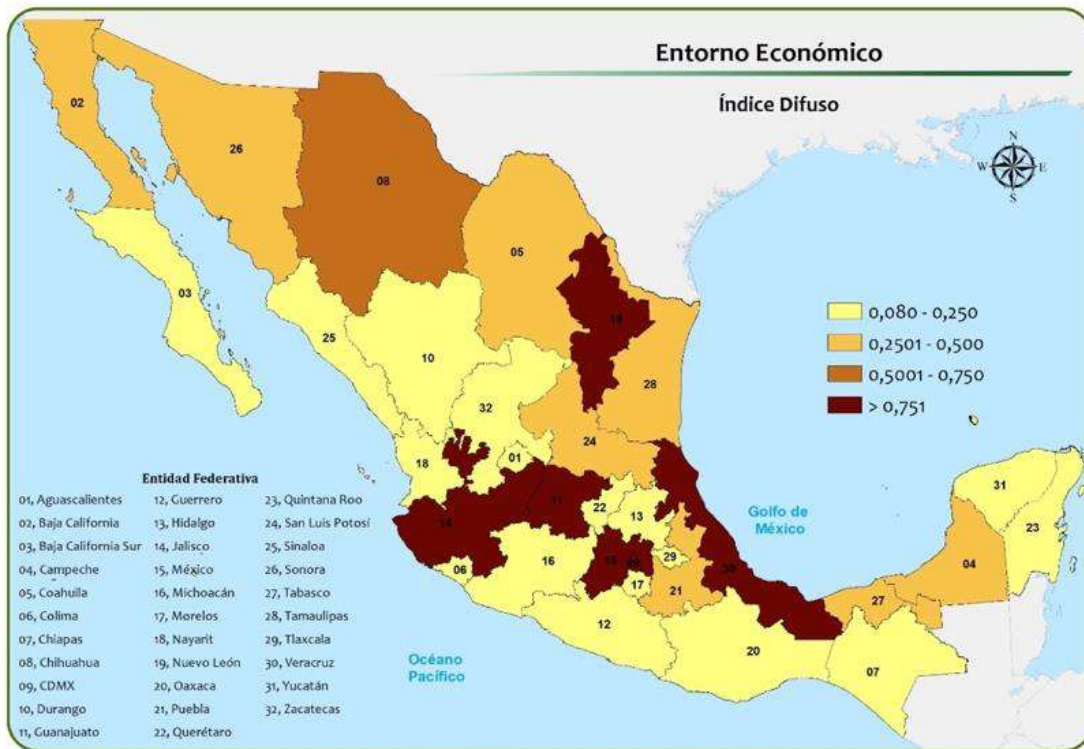 Entorno Económico
Índice Difuso
N
W E
S
02
26
08
05
03
25
10
19
28
32
24
18
01
14
11
22
13
06
16
15
09
29
17
21
30
12
20
27
04
07
31
23
0,080 - 0,250
0,2501 - 0,500
0,5001 - 0,750
> 0,751
Golfo de
México
Océano
Pacífico
Entidad Federativa
01, Aguascalientes
02, Baja California
03, Baja California Sur
04, Campeche
05, Coahuila
06, Colima
07, Chiapas
08, Chihuahua
09, CDMX
10, Durango
11, Guanajuato
12, Guerrero
13, Hidalgo
14, Jalisco
15, México
16, Michoacán
17, Morelos
18, Nayarit
19, Nuevo León
20, Oaxaca
21, Puebla
22, Querétaro
23, Quintana Roo
24, San Luis Potosí
25, Sinaloa
26, Sonora
27, Tabasco
28, Tamaulipas
29, Tlaxcala
30, Veracruz
31, Yucatán
32, Zacatecas